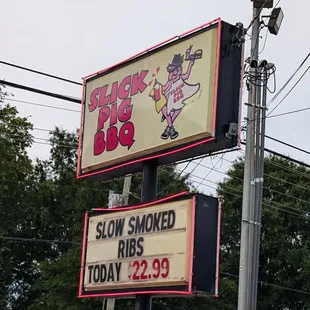 SLICK
PIG
BBQ
SLOW SMOKED
RIBS
TODAY 22.99